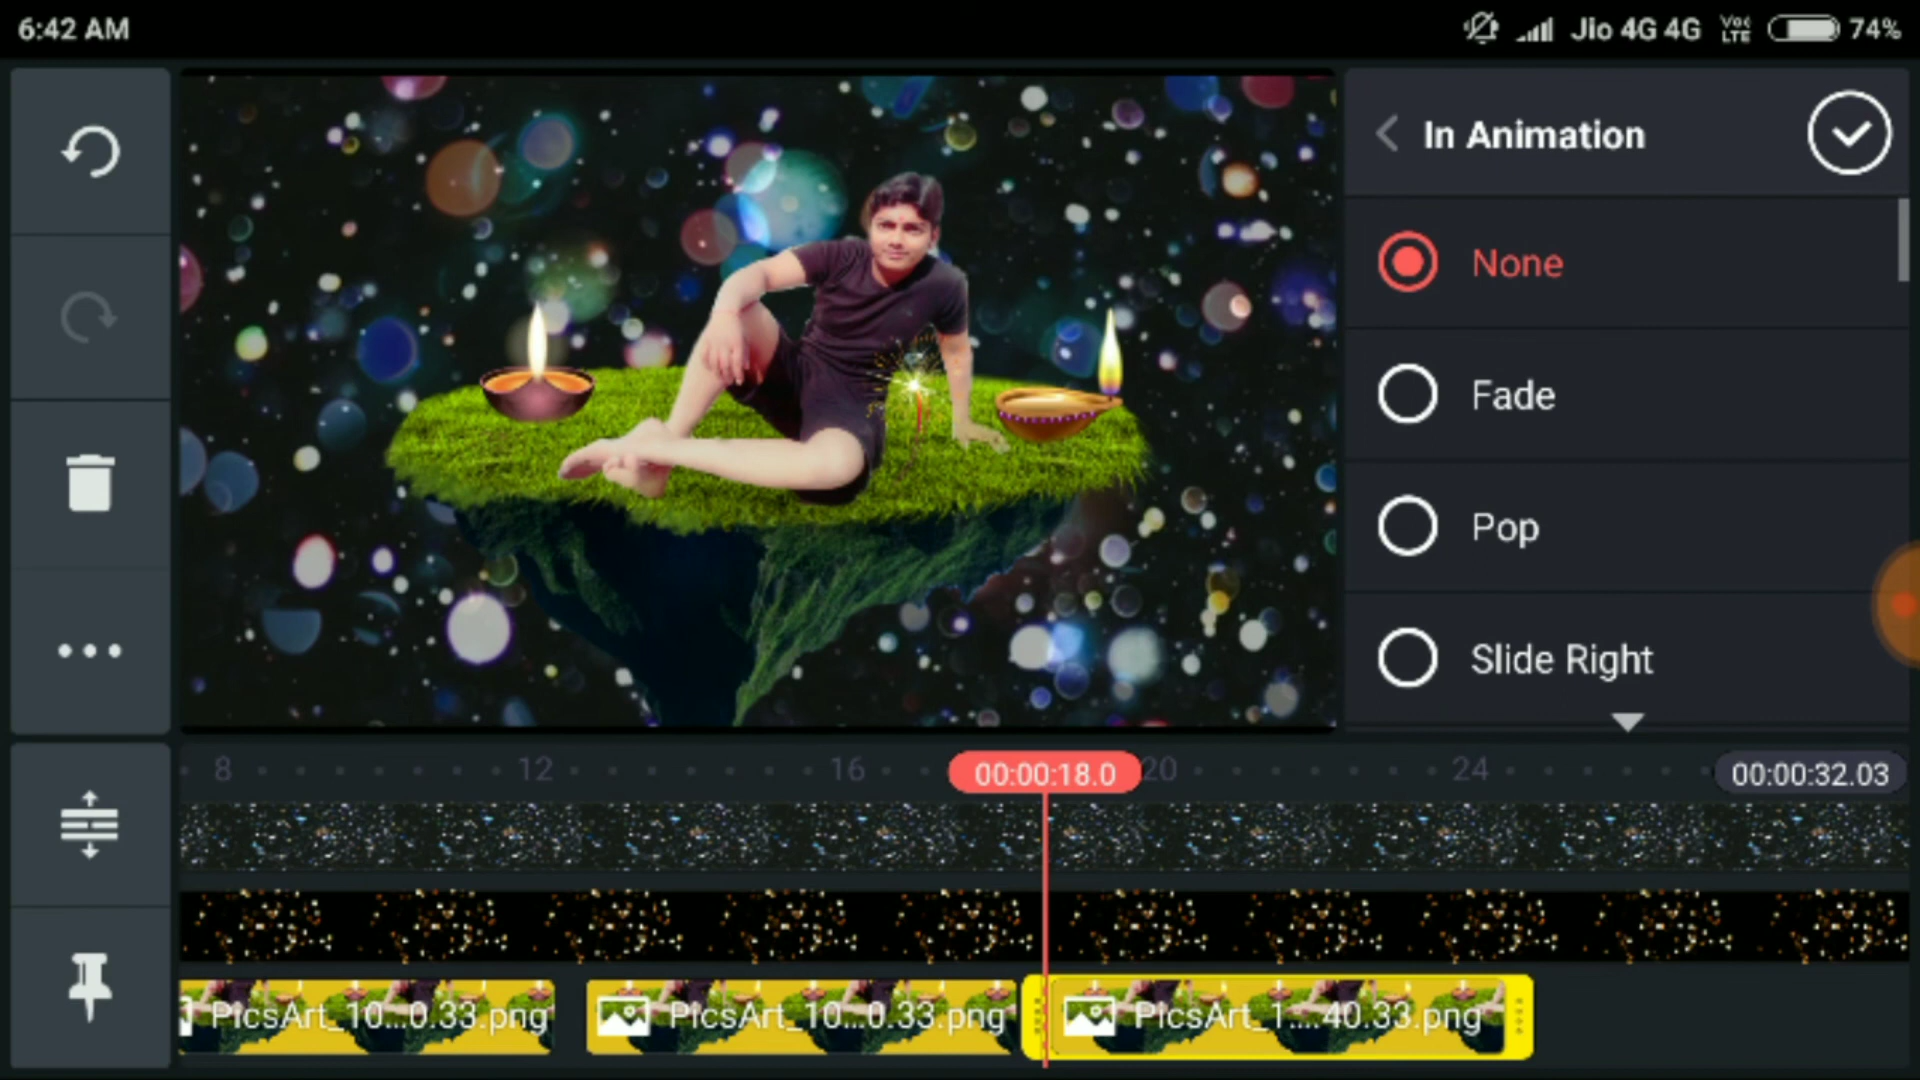 6:42 AM
Jio 4G 4G Vo LTE 74%
In Animation
None
Fade
Pop
Slide Right
8 12 16 00:00:18.0 20 24 00:00:32.03
PicsArt_10...0.33.png PicsArt_10...0.33.png PicsArt_1....40.33.png